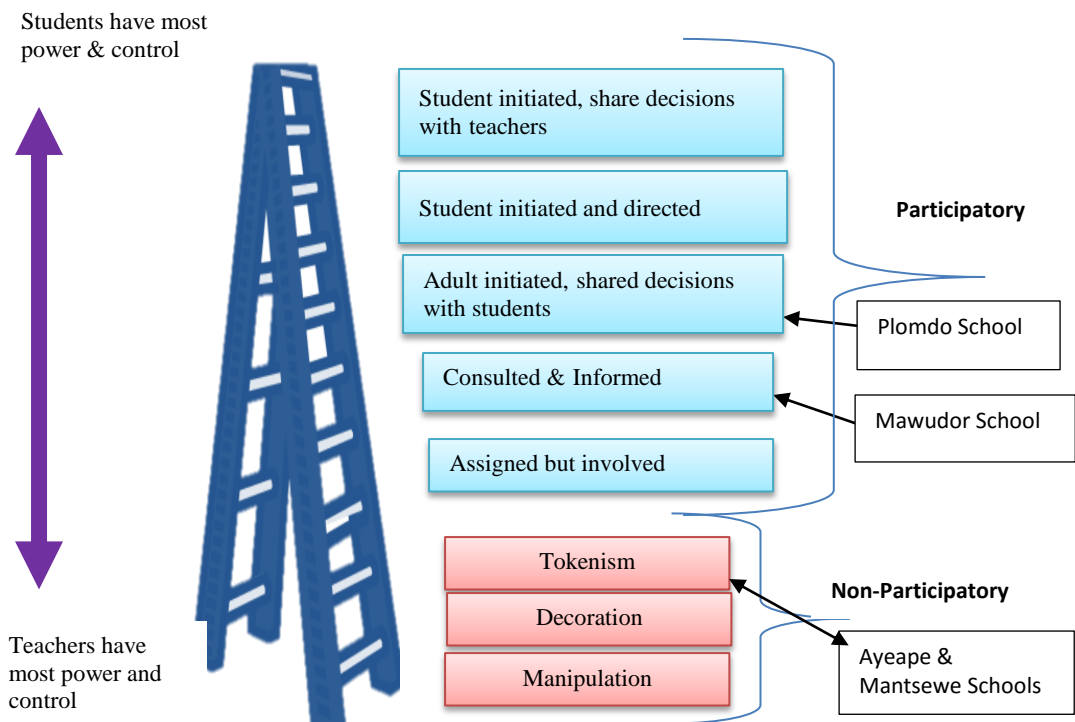 Students have most
power & control
Student initiated, share decisions
with teachers
Student initiated and directed
Participatory
Adult initiated, shared decisions
with students
Plomdo School
Consulted & Informed
Mawudor School
Assigned but involved
Tokenism
Non-Participatory
Decoration
Teachers have
most power and
control
Ayeape &
Mantsewe Schools
Manipulation